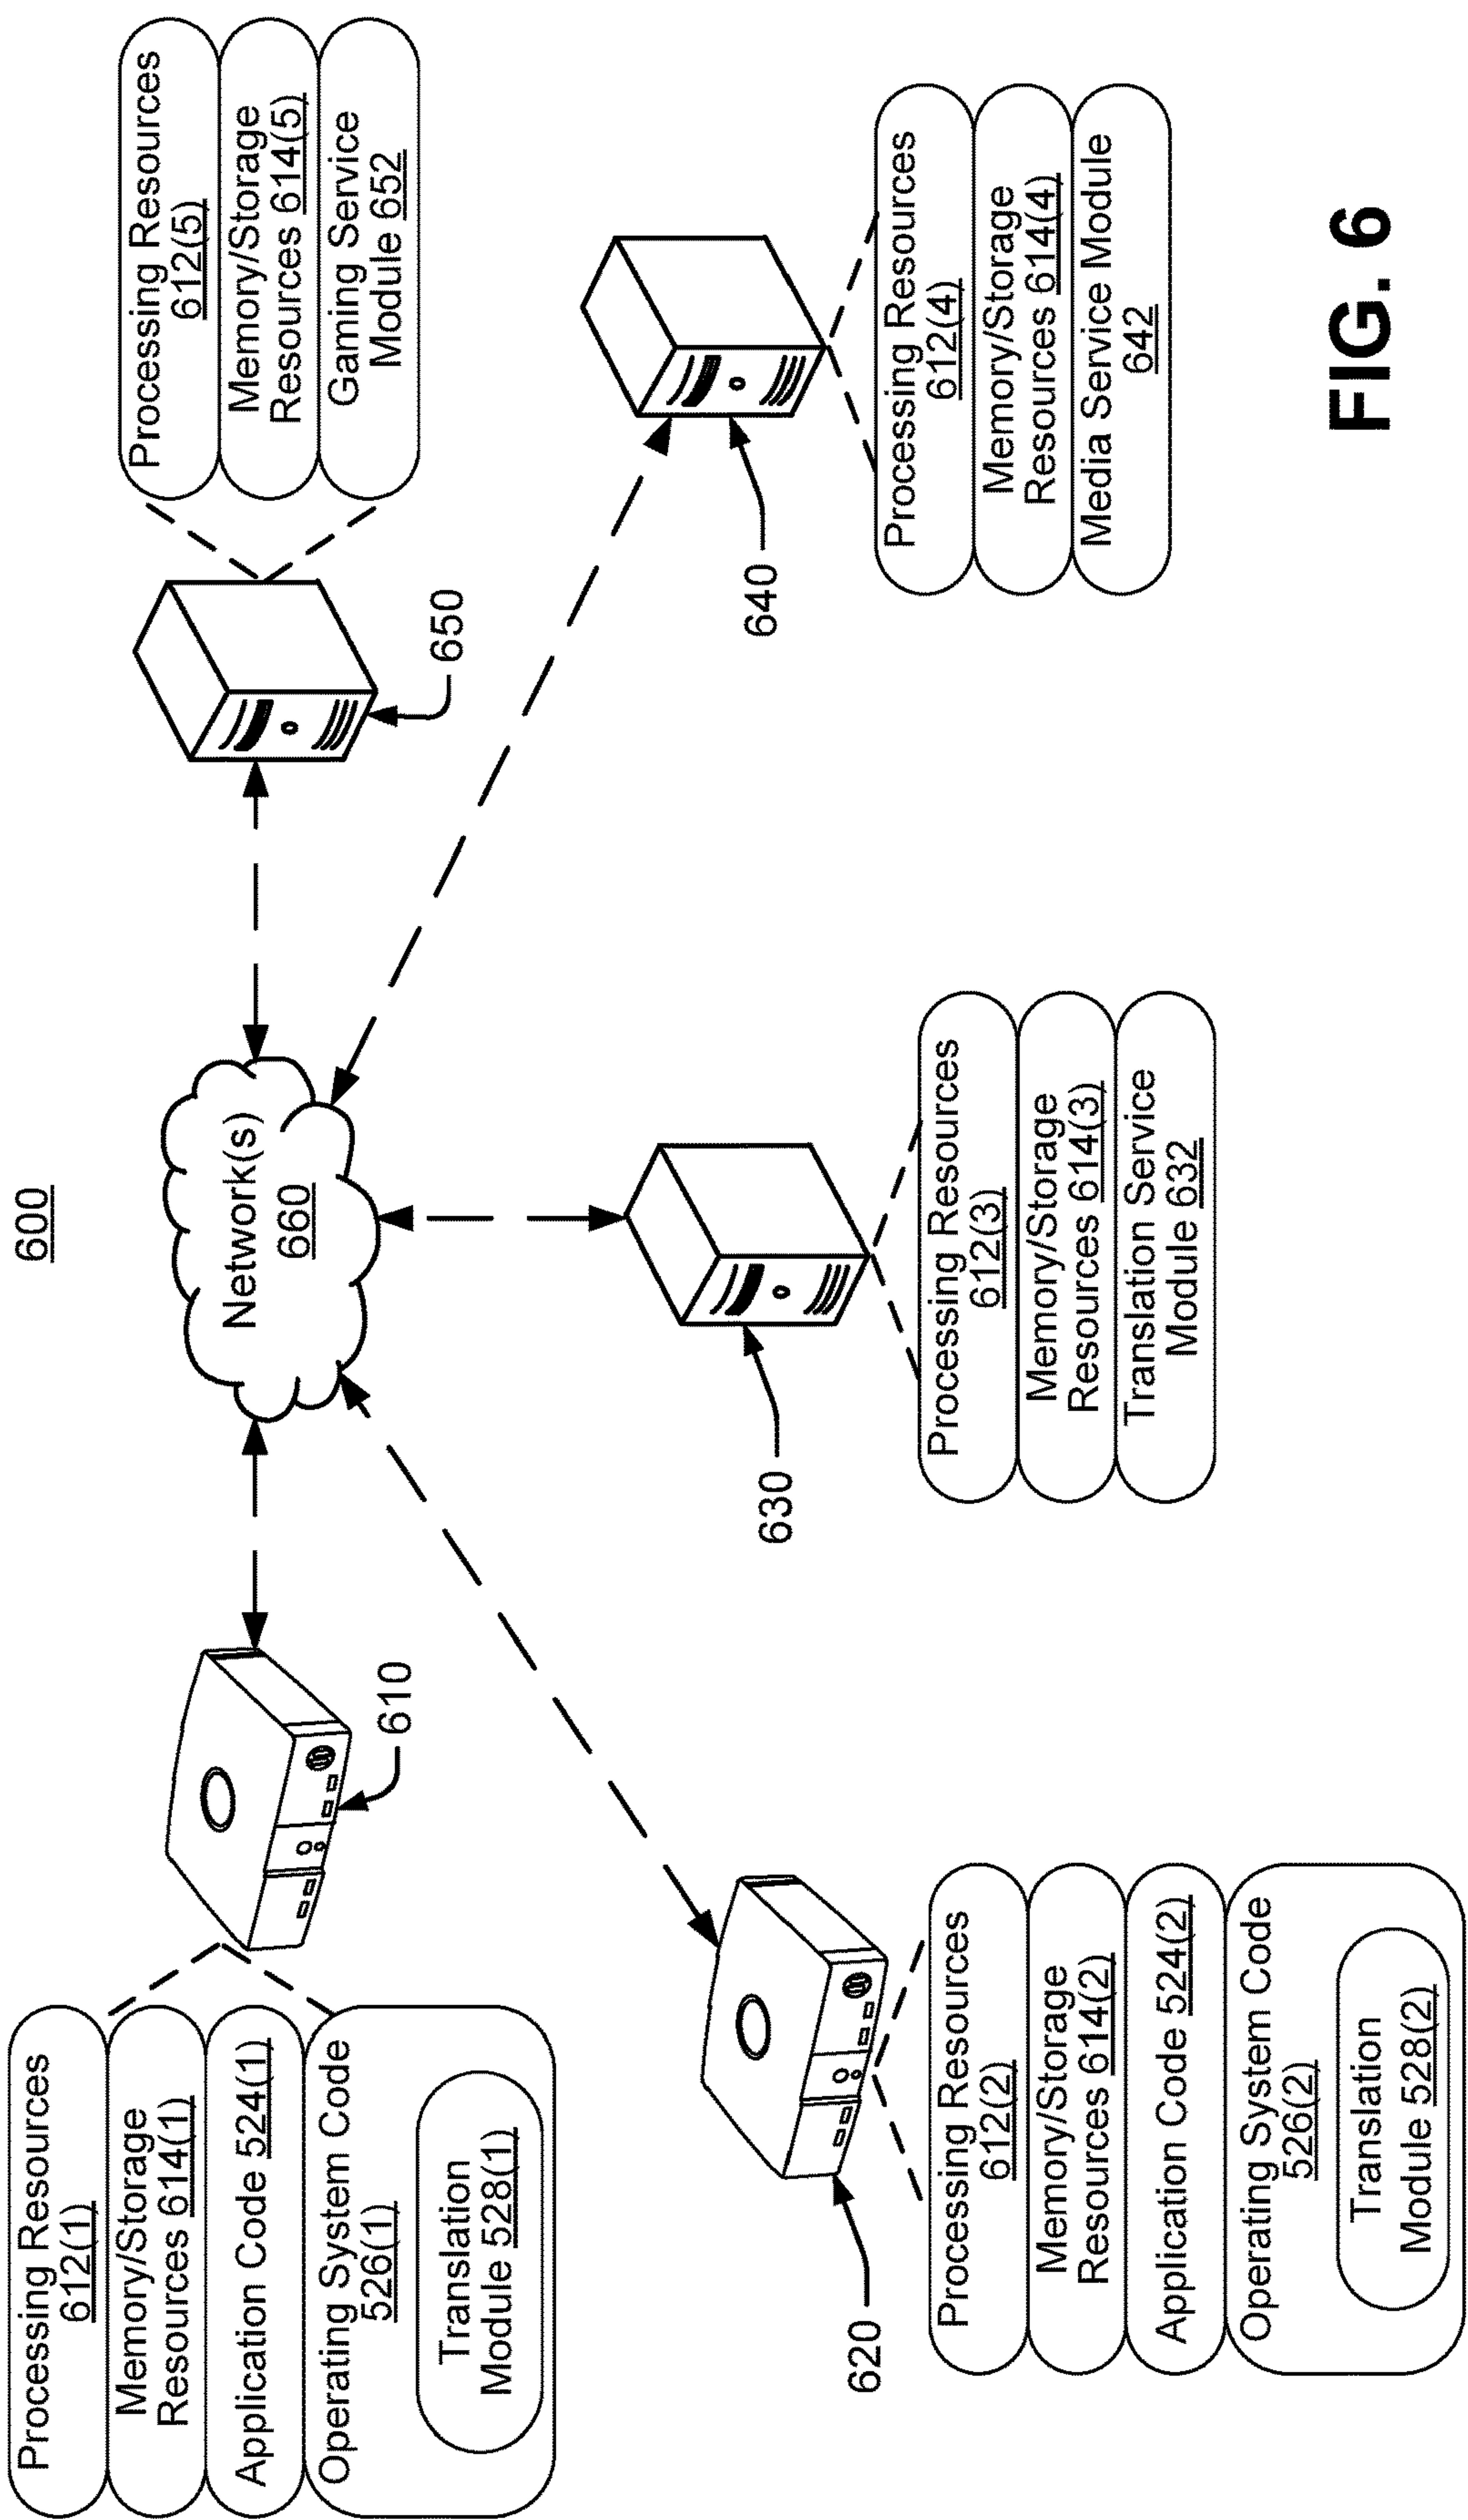 600
Processing Resources
612(1)
Memory/Storage
Resources 614(1)
Application Code 524(1)
Operating System Code
526(1)
Translation
Module 528(1)
610
Network(s)
660
650
Processing Resources
612(5)
Memory/Storage
Resources 614(5)
Gaming Service
Module 652
620
Processing Resources
612(2)
Memory/Storage
Resources 614(2)
Application Code 524(2)
Operating System Code
526(2)
Translation
Module 528(2)
630
Processing Resources
612(3)
Memory/Storage
Resources 614(3)
Translation Service
Module 632
640
Processing Resources
612(4)
Memory/Storage
Resources 614(4)
Media Service Module
642
FIG. 6